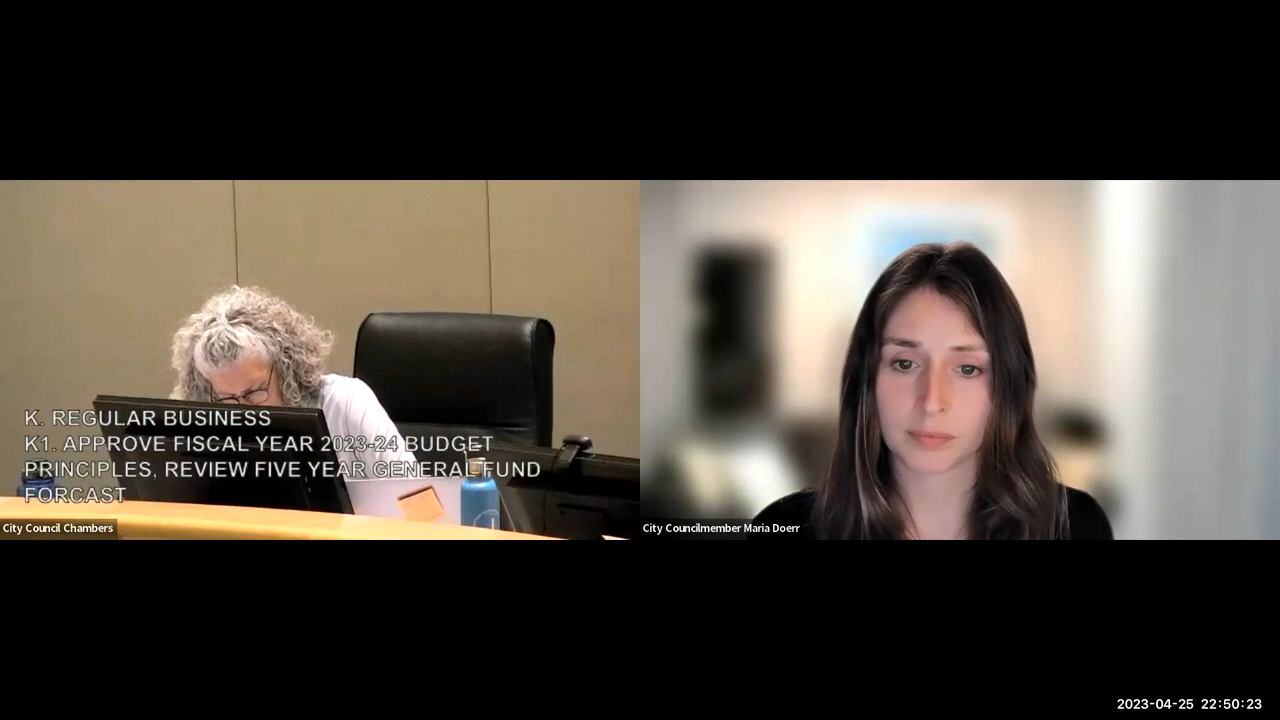 K. REGULAR BUSINESS
K1. APPROVE FISCAL YEAR 2023-24 BUDGET
PRINCIPLES, REVIEW FIVE YEAR GENERAL FUND
FORCAST
City Council Chambers
City Councilmember Maria Doerr
2023-04-25 22:50:23